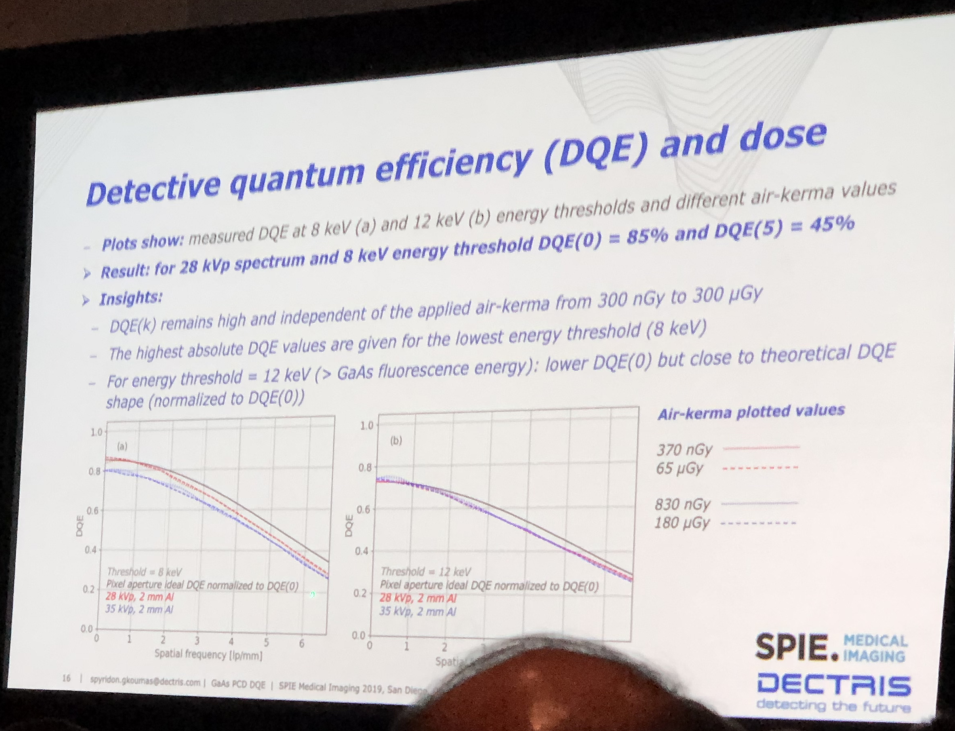 Detective quantum efficiency (DQE) and dose
– Plots show: measured DQE at 8 keV (a) and 12 keV (b) energy thresholds and different air-kerma values
➢ Result: for 28 kVp spectrum and 8 keV energy threshold DQE(0) = 85% and DQE(5) = 45%
➢ Insights:
– DQE(k) remains high and independent of the applied air-kerma from 300 nGy to 300 μGy
– The highest absolute DQE values are given for the lowest energy threshold (8 keV)
– For energy threshold = 12 keV (> GaAs fluorescence energy): lower DQE(0) but close to theoretical DQE
shape (normalized to DQE(0))
1.0
(a)
0.8
0.6
DQE
0.4
0.2
0.0
Threshold = 8 keV
Pixel aperture ideal DQE normalized to DQE(0)
28 kVp, 2 mm Al
35 kVp, 2 mm Al
0 1 2 3 4 5 6
Spatial frequency [lp/mm]
1.0
(b)
0.8
0.6
DQE
0.4
0.2
0.0
Threshold = 12 keV
Pixel aperture ideal DQE normalized to DQE(0)
28 kVp, 2 mm Al
35 kVp, 2 mm Al
0 1 2
Air-kerma plotted values
370 nGy
65 μGy
830 nGy
180 μGy
16 | spyridon.gkoumas@dectris.com | GaAs PCD DQE | SPIE Medical Imaging 2019, San
SPIE. MEDICAL
IMAGING
DECTRIS
detecting the future